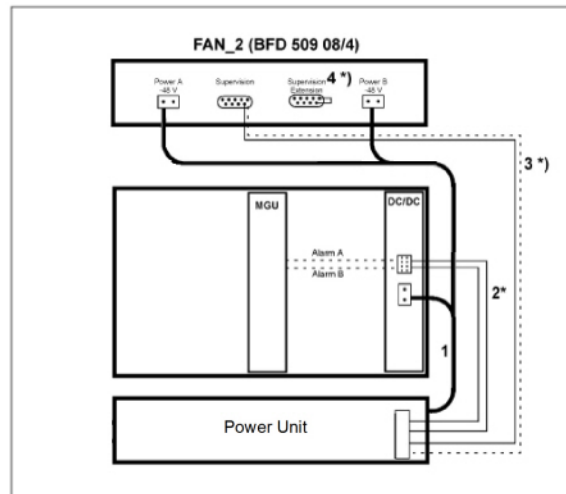 FAN_2 (BFD 509 08/4)
Power A
-48 V
Supervision
Supervision
Extension
4 *)
Power B
-48 V
3 *)
MGU
DC/DC
Alarm A
Alarm B
2*
1
Power Unit